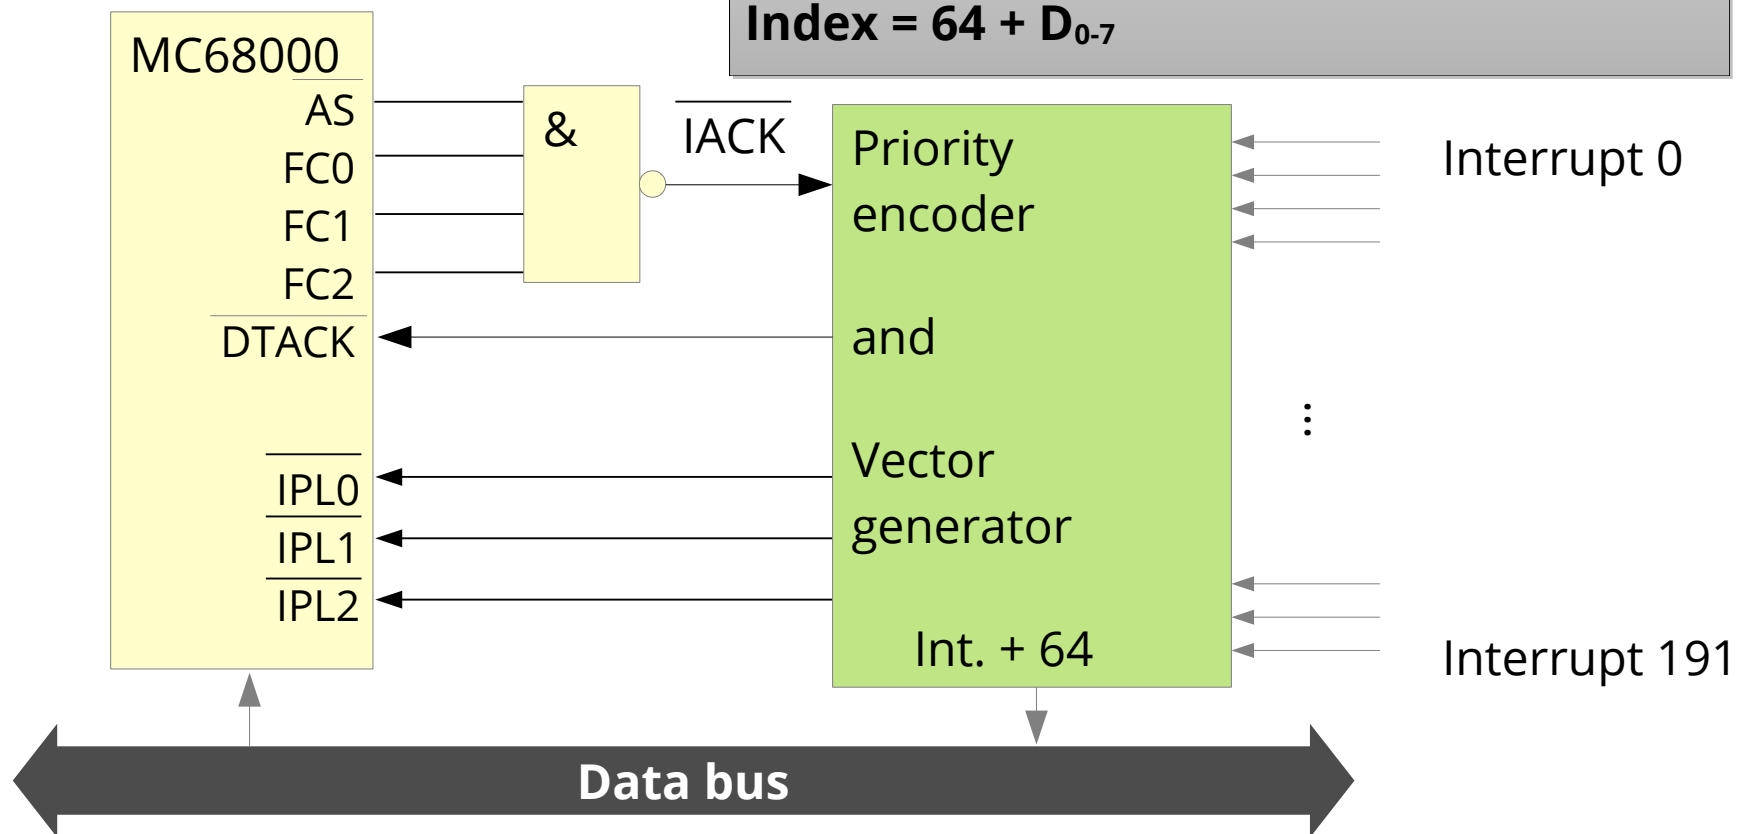 Index = 64 + D₀₋₇
MC68000
AS
FC0
FC1
FC2
DTACK
IPL0
IPL1
IPL2
&
IACK
Priority
encoder
and
Vector
generator
Int. + 64
Interrupt 0
⋮
Interrupt 191
Data bus